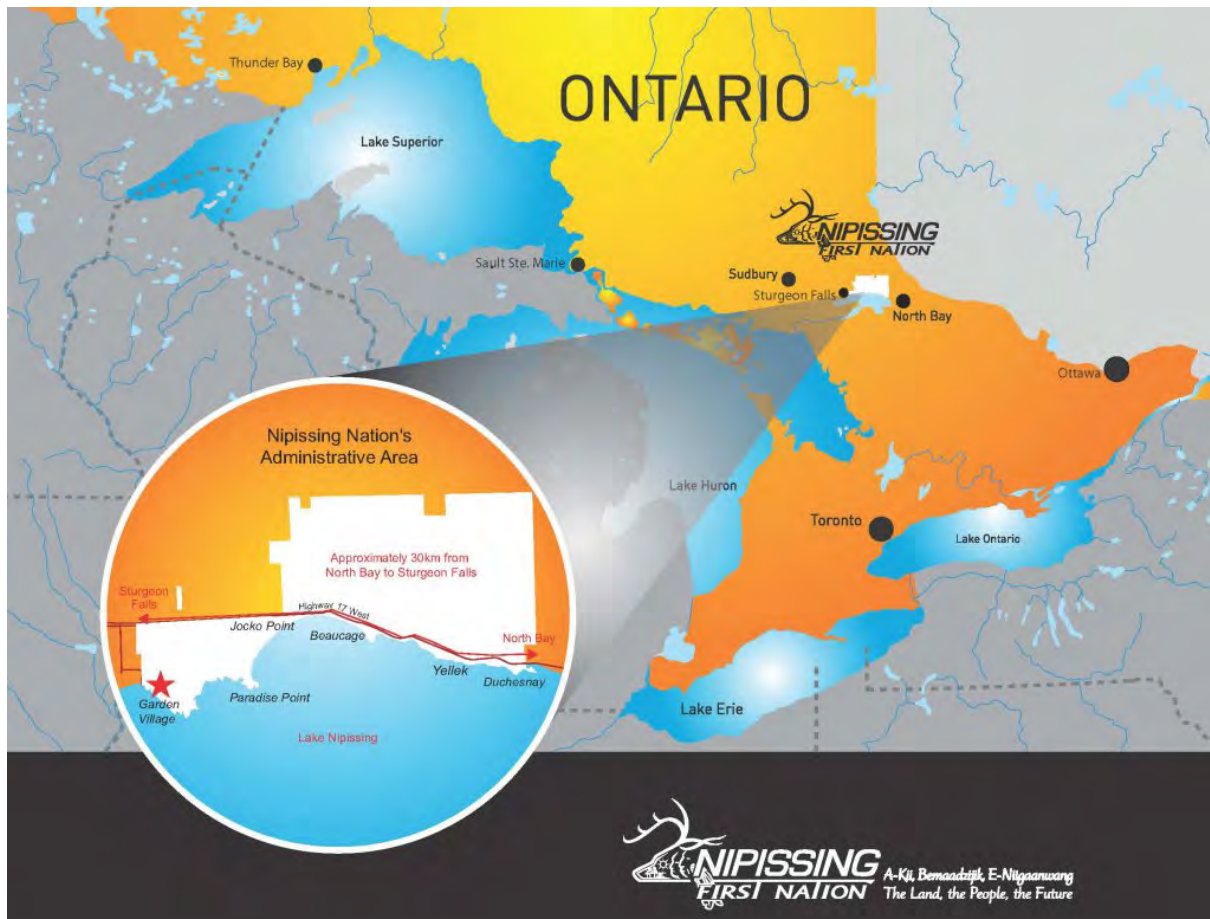 ONTARIO
Thunder Bay
Lake Superior
NIPISSING
FIRST NATION
Sault Ste. Marie
Sudbury
Sturgeon Falls
North Bay
Ottawa
Lake Huron
Toronto
Lake Ontario
Lake Erie
Nipissing Nation's
Administrative Area
Approximately 30km from
North Bay to Sturgeon Falls
Sturgeon
Falls
Highway 17 West
Jocko Point
Beaucage
North Bay
Yellek
Duchesnay
Paradise Point
Garden
Village
Lake Nipissing
NIPISSING
FIRST NATION
A-Kii, Bemaadzijik, E-Niigaanwang
The Land, the People, the Future